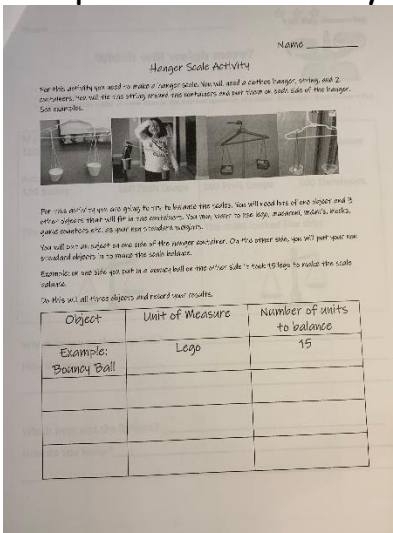 Name
Hanger Scale Activity
For this activity you need to make a hanger scale. You will need a clothes hanger, string, and 2
containers. You will tie the string around the containers and put them on each side of the hanger.
See examples.
For this activity you are going to try to balance the scales. You will need lots of one object and 3
other objects that will fit in the containers. You may want to use lego, macaroni, blocks,
game counters etc. as your non standard weights.
You will put an object on one side of the hanger container. On the other side, you will put your non
standard objects in to make the scale balance.
Example: on one side you put in a bouncy ball on the other side it took 15 lego to make the scale
balance.
Do this will all three objects and record your results.
Object
Unit of Measure
Number of units
to balance
Example:
Bouncy Ball
Lego
15